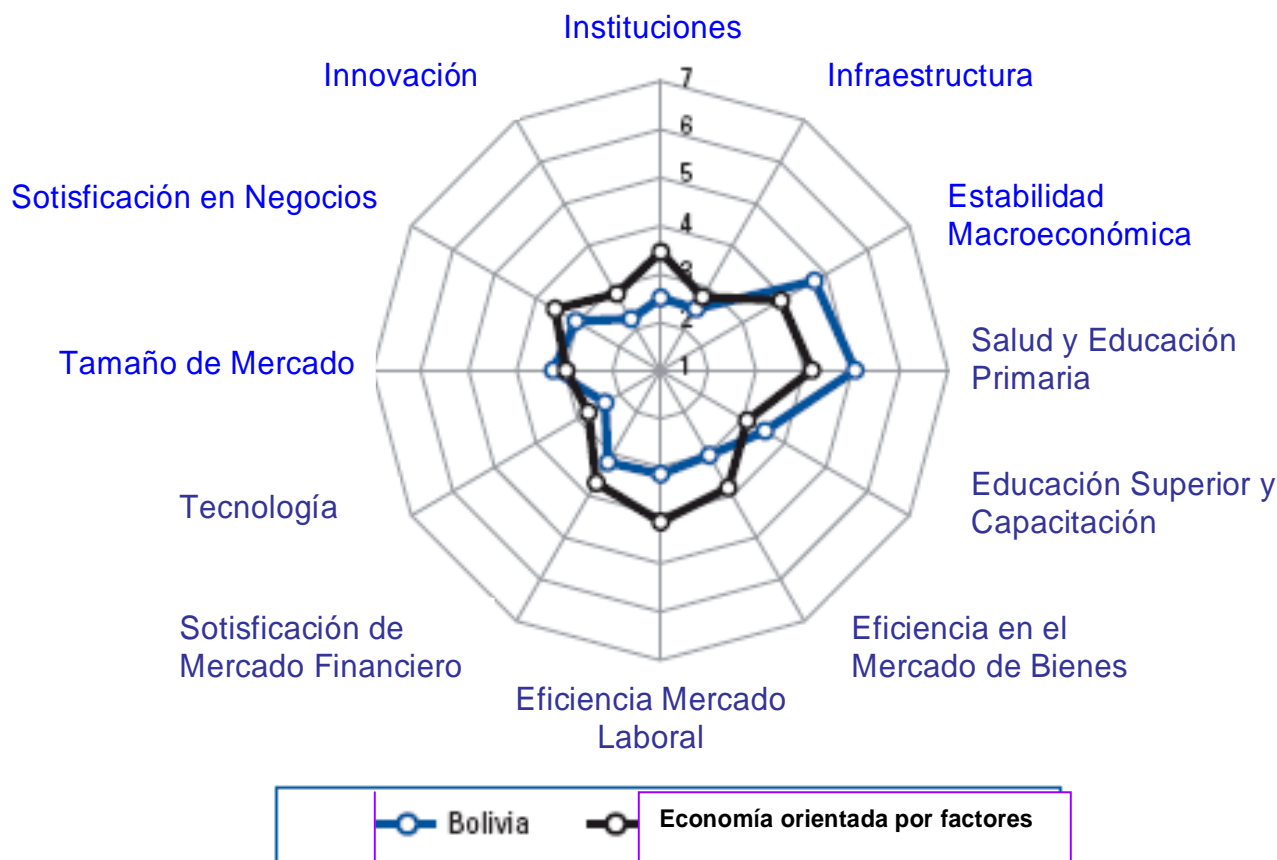 Instituciones
Innovación
Infraestructura
7
6
5
4
3
2
1
Sotisficación en Negocios
Estabilidad
Macroeconómica
Tamaño de Mercado
Salud y Educación
Primaria
Tecnología
Educación Superior y
Capacitación
Sotisficación de
Mercado Financiero
Eficiencia en el
Mercado de Bienes
Eficiencia Mercado
Laboral
Bolivia
Economía orientada por factores